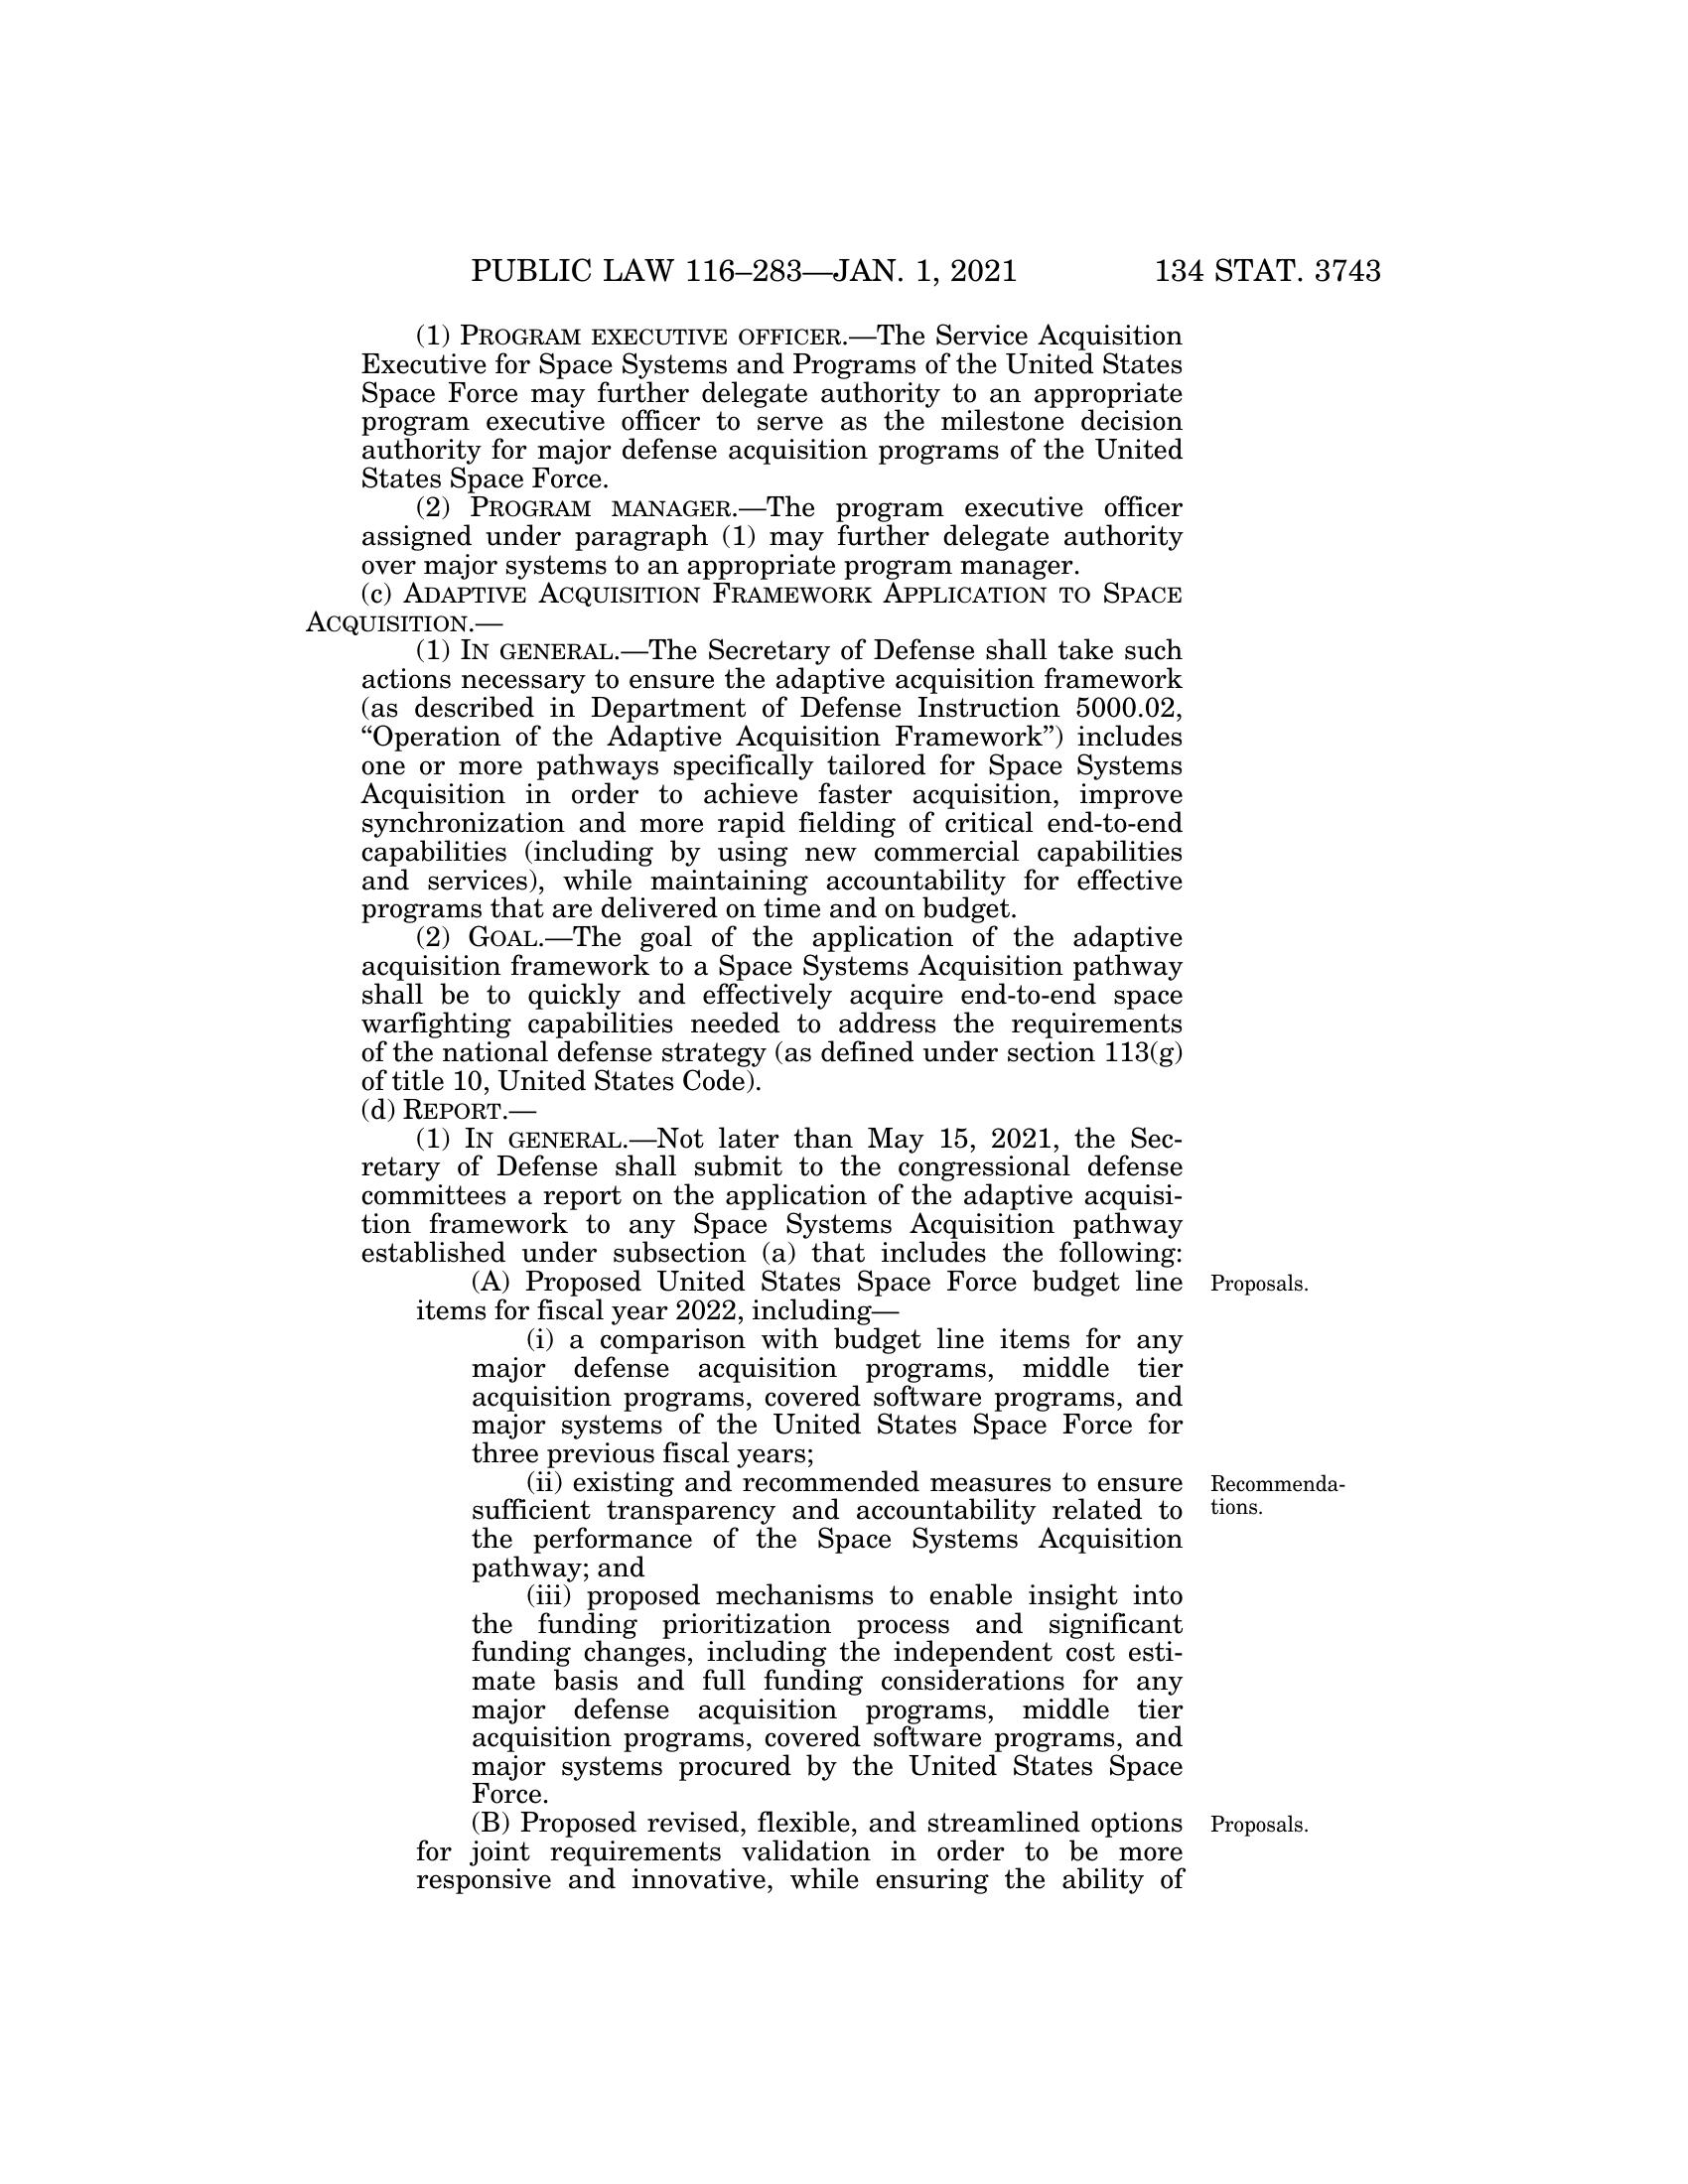 PUBLIC LAW 116–283—JAN. 1, 2021 134 STAT. 3743
(1) PROGRAM EXECUTIVE OFFICER.—The Service Acquisition
Executive for Space Systems and Programs of the United States
Space Force may further delegate authority to an appropriate
program executive officer to serve as the milestone decision
authority for major defense acquisition programs of the United
States Space Force.
(2) PROGRAM MANAGER.—The program executive officer
assigned under paragraph (1) may further delegate authority
over major systems to an appropriate program manager.
(c) ADAPTIVE ACQUISITION FRAMEWORK APPLICATION TO SPACE
ACQUISITION.—
(1) IN GENERAL.—The Secretary of Defense shall take such
actions necessary to ensure the adaptive acquisition framework
(as described in Department of Defense Instruction 5000.02,
“Operation of the Adaptive Acquisition Framework”) includes
one or more pathways specifically tailored for Space Systems
Acquisition in order to achieve faster acquisition, improve
synchronization and more rapid fielding of critical end-to-end
capabilities (including by using new commercial capabilities
and services), while maintaining accountability for effective
programs that are delivered on time and on budget.
(2) GOAL.—The goal of the application of the adaptive
acquisition framework to a Space Systems Acquisition pathway
shall be to quickly and effectively acquire end-to-end space
warfighting capabilities needed to address the requirements
of the national defense strategy (as defined under section 113(g)
of title 10, United States Code).
(d) REPORT.—
(1) IN GENERAL.—Not later than May 15, 2021, the Sec-
retary of Defense shall submit to the congressional defense
committees a report on the application of the adaptive acquisi-
tion framework to any Space Systems Acquisition pathway
established under subsection (a) that includes the following:
(A) Proposed United States Space Force budget line
items for fiscal year 2022, including—
Proposals.
(i) a comparison with budget line items for any
major defense acquisition programs, middle tier
acquisition programs, covered software programs, and
major systems of the United States Space Force for
three previous fiscal years;
(ii) existing and recommended measures to ensure
sufficient transparency and accountability related to
the performance of the Space Systems Acquisition
pathway; and
Recommenda-
tions.
(iii) proposed mechanisms to enable insight into
the funding prioritization process and significant
funding changes, including the independent cost esti-
mate basis and full funding considerations for any
major defense acquisition programs, middle tier
acquisition programs, covered software programs, and
major systems procured by the United States Space
Force.
(B) Proposed revised, flexible, and streamlined options
for joint requirements validation in order to be more
responsive and innovative, while ensuring the ability of
Proposals.